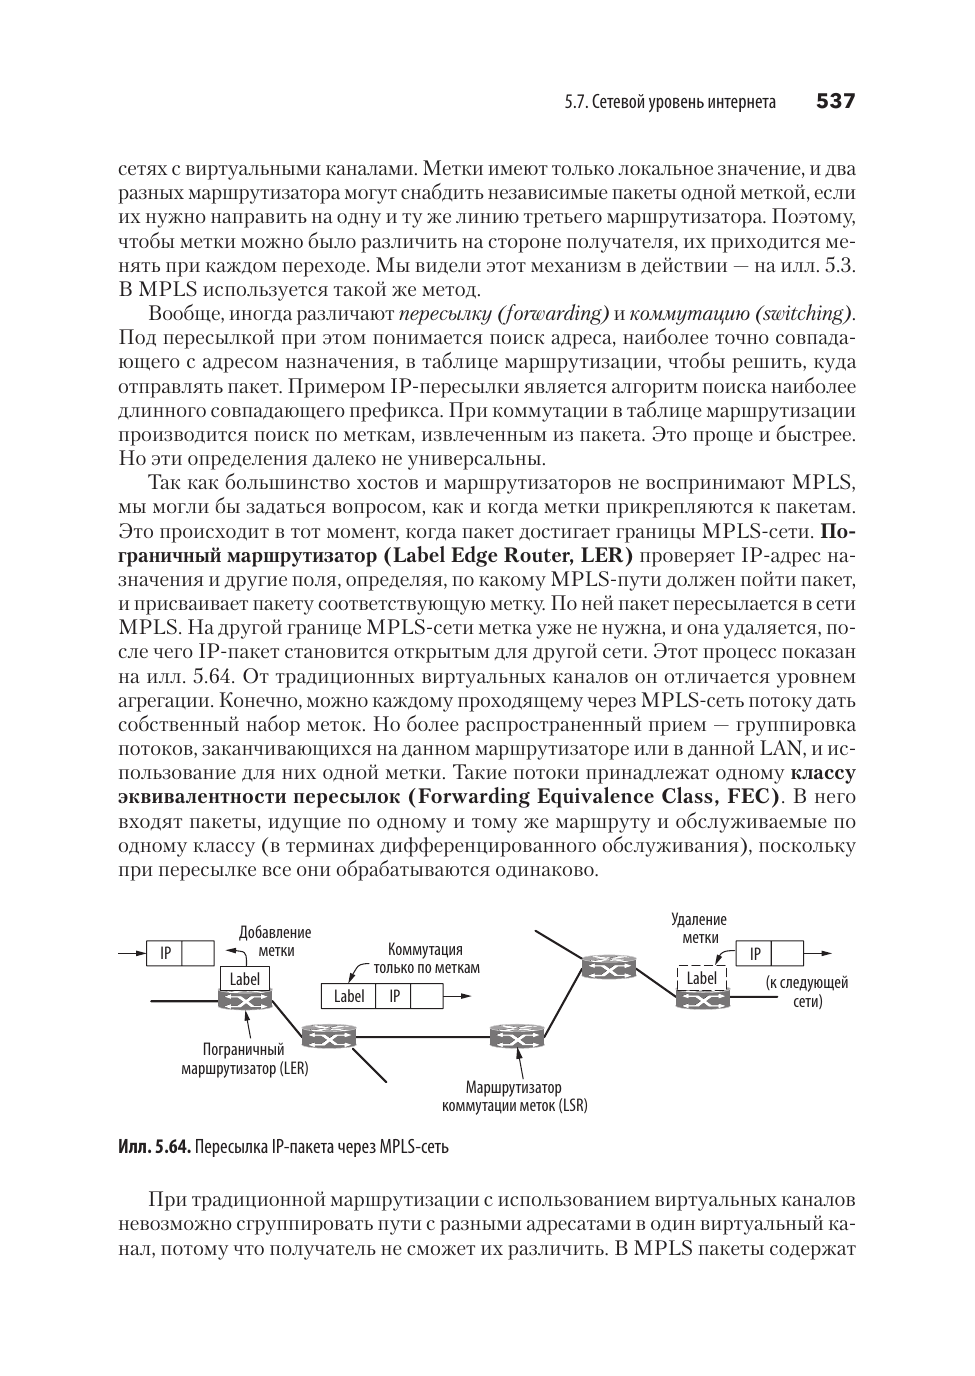 5.7. Сетевой уровень интернета 537
сетях с виртуальными каналами. Метки имеют только локальное значение, и два
разных маршрутизатора могут снабдить независимые пакеты одной меткой, если
их нужно направить на одну и ту же линию третьего маршрутизатора. Поэтому,
чтобы метки можно было различить на стороне получателя, их приходится ме-
нять при каждом переходе. Мы видели этот механизм в действии — на илл. 5.3.
В MPLS используется такой же метод.
Вообще, иногда различают пересылку (forwarding) и коммутацию (switching).
Под пересылкой при этом понимается поиск адреса, наиболее точно совпада-
ющего с адресом назначения, в таблице маршрутизации, чтобы решить, куда
отправлять пакет. Примером IP-пересылки является алгоритм поиска наиболее
длинного совпадающего префикса. При коммутации в таблице маршрутизации
производится поиск по меткам, извлеченным из пакета. Это проще и быстрее.
Но эти определения далеко не универсальны.
Так как большинство хостов и маршрутизаторов не воспринимают MPLS,
мы могли бы задаться вопросом, как и когда метки прикрепляются к пакетам.
Это происходит в тот момент, когда пакет достигает границы MPLS-сети. По-
граничный маршрутизатор (Label Edge Router, LER) проверяет IP-адрес на-
значения и другие поля, определяя, по какому MPLS-пути должен пойти пакет,
и присваивает пакету соответствующую метку. По ней пакет пересылается в сети
MPLS. На другой границе MPLS-сети метка уже не нужна, и она удаляется, по-
сле чего IP-пакет становится открытым для другой сети. Этот процесс показан
на илл. 5.64. От традиционных виртуальных каналов он отличается уровнем
агрегации. Конечно, можно каждому проходящему через MPLS-сеть потоку дать
собственный набор меток. Но более распространенный прием — группировка
потоков, заканчивающихся на данном маршрутизаторе или в данной LAN, и ис-
пользование для них одной метки. Такие потоки принадлежат одному классу
эквивалентности пересылок (Forwarding Equivalence Class, FEC). В него
входят пакеты, идущие по одному и тому же маршруту и обслуживаемые по
одному классу (в терминах дифференцированного обслуживания), поскольку
при пересылке все они обрабатываются одинаково.
IP
Добавление
метки
Label
Пограничный
маршрутизатор (LER)
Коммутация
только по меткам
Label IP
Маршрутизатор
коммутации меток (LSR)
Удаление
метки
Label
IP
(к следующей
сети)
Илл. 5.64. Пересылка IP-пакета через MPLS-сеть
При традиционной маршрутизации с использованием виртуальных каналов
невозможно сгруппировать пути с разными адресатами в один виртуальный ка-
нал, потому что получатель не сможет их различить. В MPLS пакеты содержат